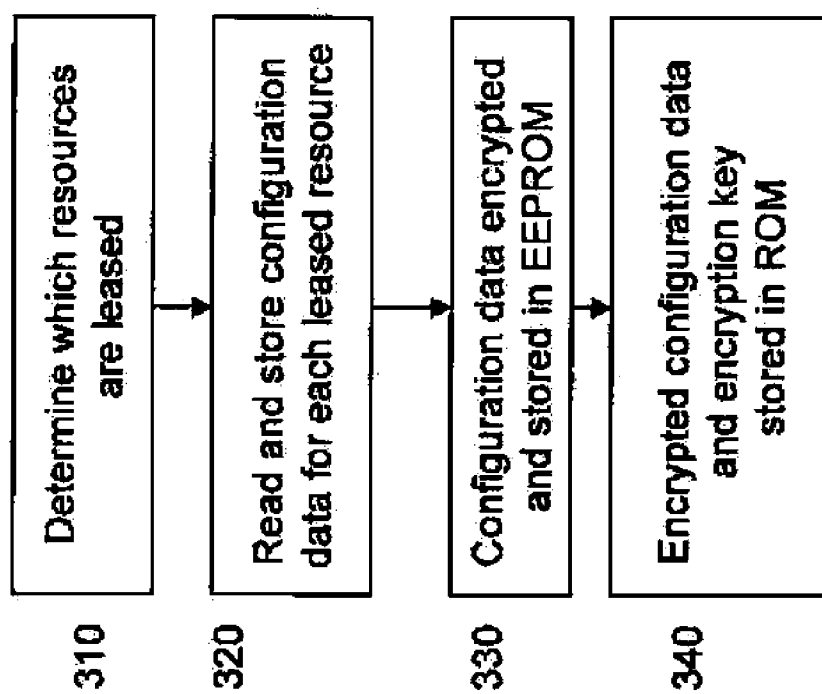 310
Determine which resources
are leased
320
Read and store configuration
data for each leased resource
330
Configuration data encrypted
and stored in EEPROM
340
Encrypted configuration data
and encryption key
stored in ROM